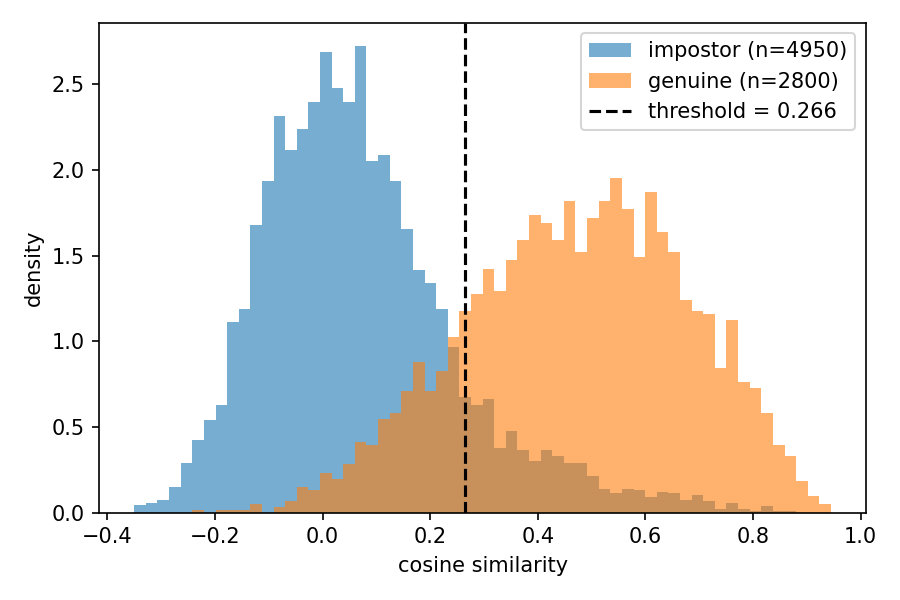 impostor (n=4950)
genuine (n=2800)
threshold = 0.266
density
2.5
2.0
1.5
1.0
0.5
0.0
−0.4 −0.2 0.0 0.2 0.4 0.6 0.8 1.0
cosine similarity